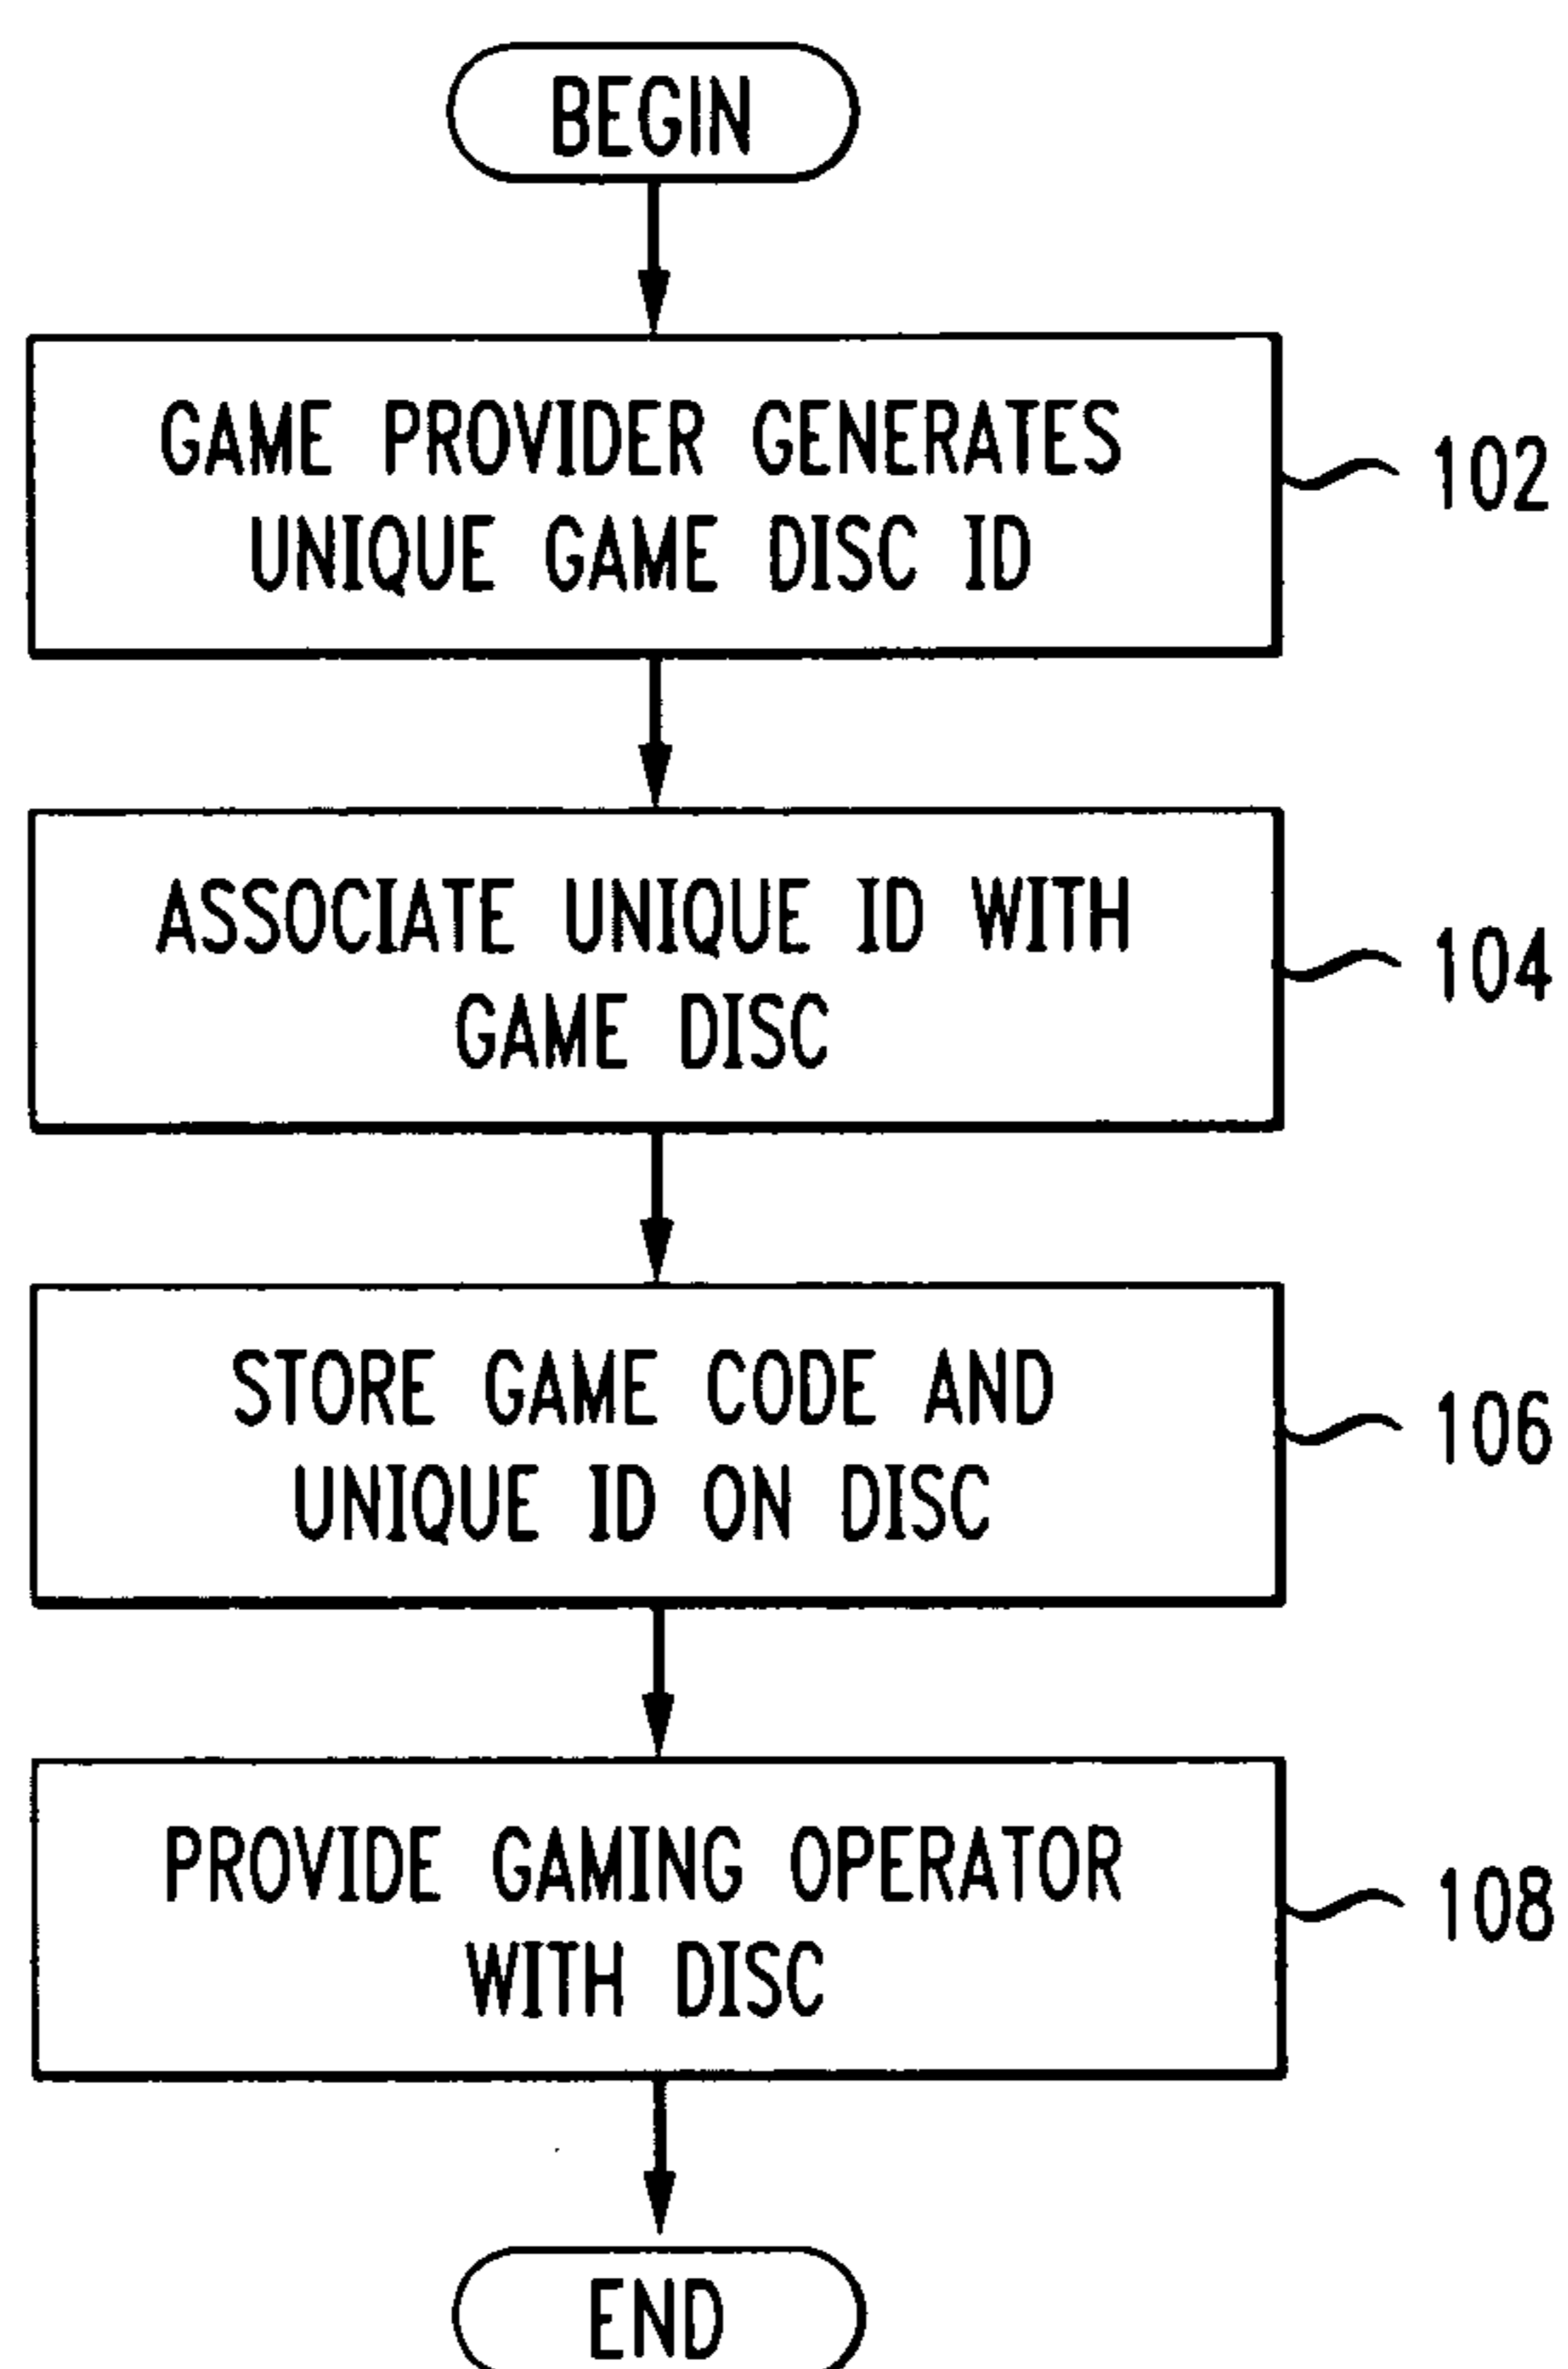 BEGIN
GAME PROVIDER GENERATES
UNIQUE GAME DISC ID
102
ASSOCIATE UNIQUE ID WITH
GAME DISC
104
STORE GAME CODE AND
UNIQUE ID ON DISC
106
PROVIDE GAMING OPERATOR
WITH DISC
108
END